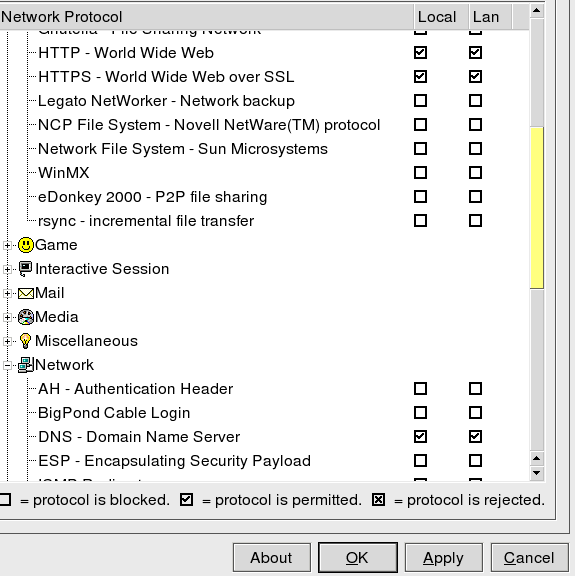 Network Protocol Local Lan
Gnutella - File Sharing Network
HTTP - World Wide Web
HTTPS - World Wide Web over SSL
Legato NetWorker - Network backup
NCP File System - Novell NetWare(TM) protocol
Network File System - Sun Microsystems
WinMX
eDonkey 2000 - P2P file sharing
rsync - incremental file transfer
Game
Interactive Session
Mail
Media
Miscellaneous
Network
AH - Authentication Header
BigPond Cable Login
DNS - Domain Name Server
ESP - Encapsulating Security Payload
ICMP Redirect
= protocol is blocked. = protocol is permitted. = protocol is rejected.
About OK Apply Cancel